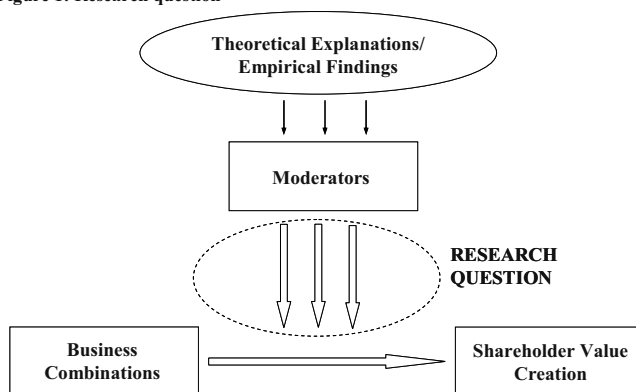 Figure 1: Research question
Theoretical Explanations/
Empirical Findings
Moderators
RESEARCH
QUESTION
Business
Combinations
Shareholder Value
Creation